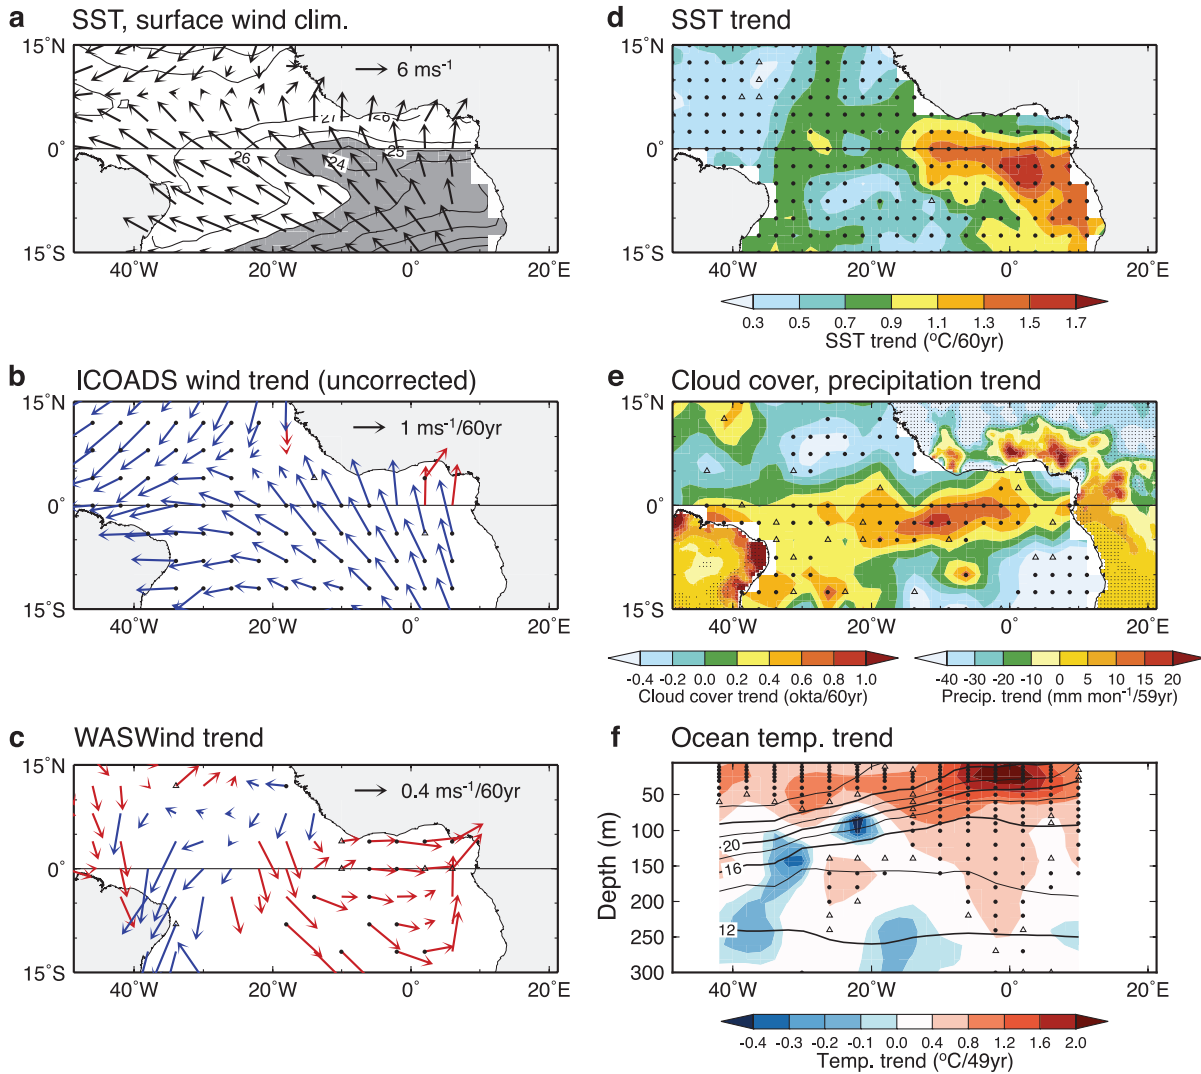 a SST, surface wind clim.
15°N
0°
15°S
6 ms⁻¹
27
26
26
25
24
40°W 20°W 0° 20°E
d SST trend
15°N
0°
15°S
40°W 20°W 0° 20°E
0.3 0.5 0.7 0.9 1.1 1.3 1.5 1.7
SST trend (°C/60yr)
b ICOADS wind trend (uncorrected)
15°N
0°
15°S
1 ms⁻¹/60yr
40°W 20°W 0° 20°E
e Cloud cover, precipitation trend
15°N
0°
15°S
40°W 20°W 0° 20°E
-0.4 -0.2 0.0 0.2 0.4 0.6 0.8 1.0
Cloud cover trend (okta/60yr)
-40 -30 -20 -10 0 5 10 15 20
Precip. trend (mm mon⁻¹/59yr)
c WASWind trend
15°N
0°
15°S
0.4 ms⁻¹/60yr
40°W 20°W 0° 20°E
f Ocean temp. trend
Depth (m)
50
100
150
200
250
300
20
16
12
40°W 20°W 0° 20°E
-0.4 -0.3 -0.2 -0.1 0.0 0.4 0.8 1.2 1.6 2.0
Temp. trend (°C/49yr)